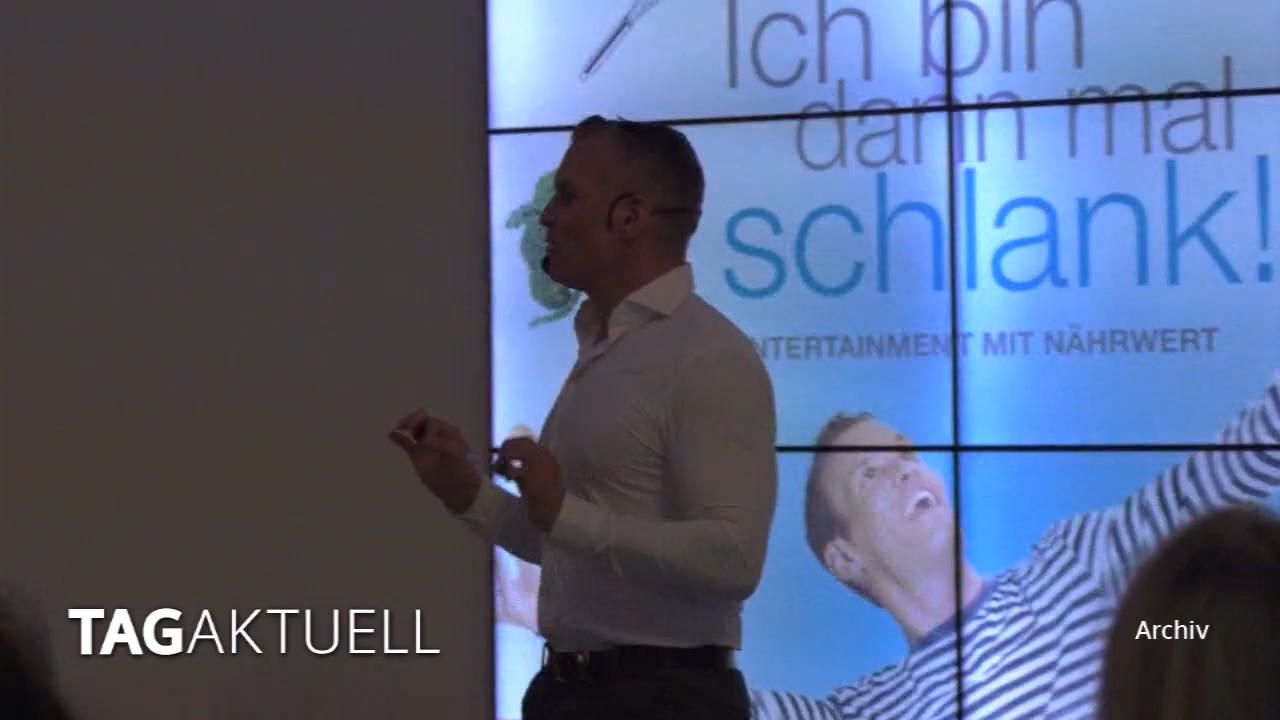 Ich bin
dann mal
schlank!
ENTERTAINMENT MIT NÄHRWERT
TAGAKTUELL
Archiv